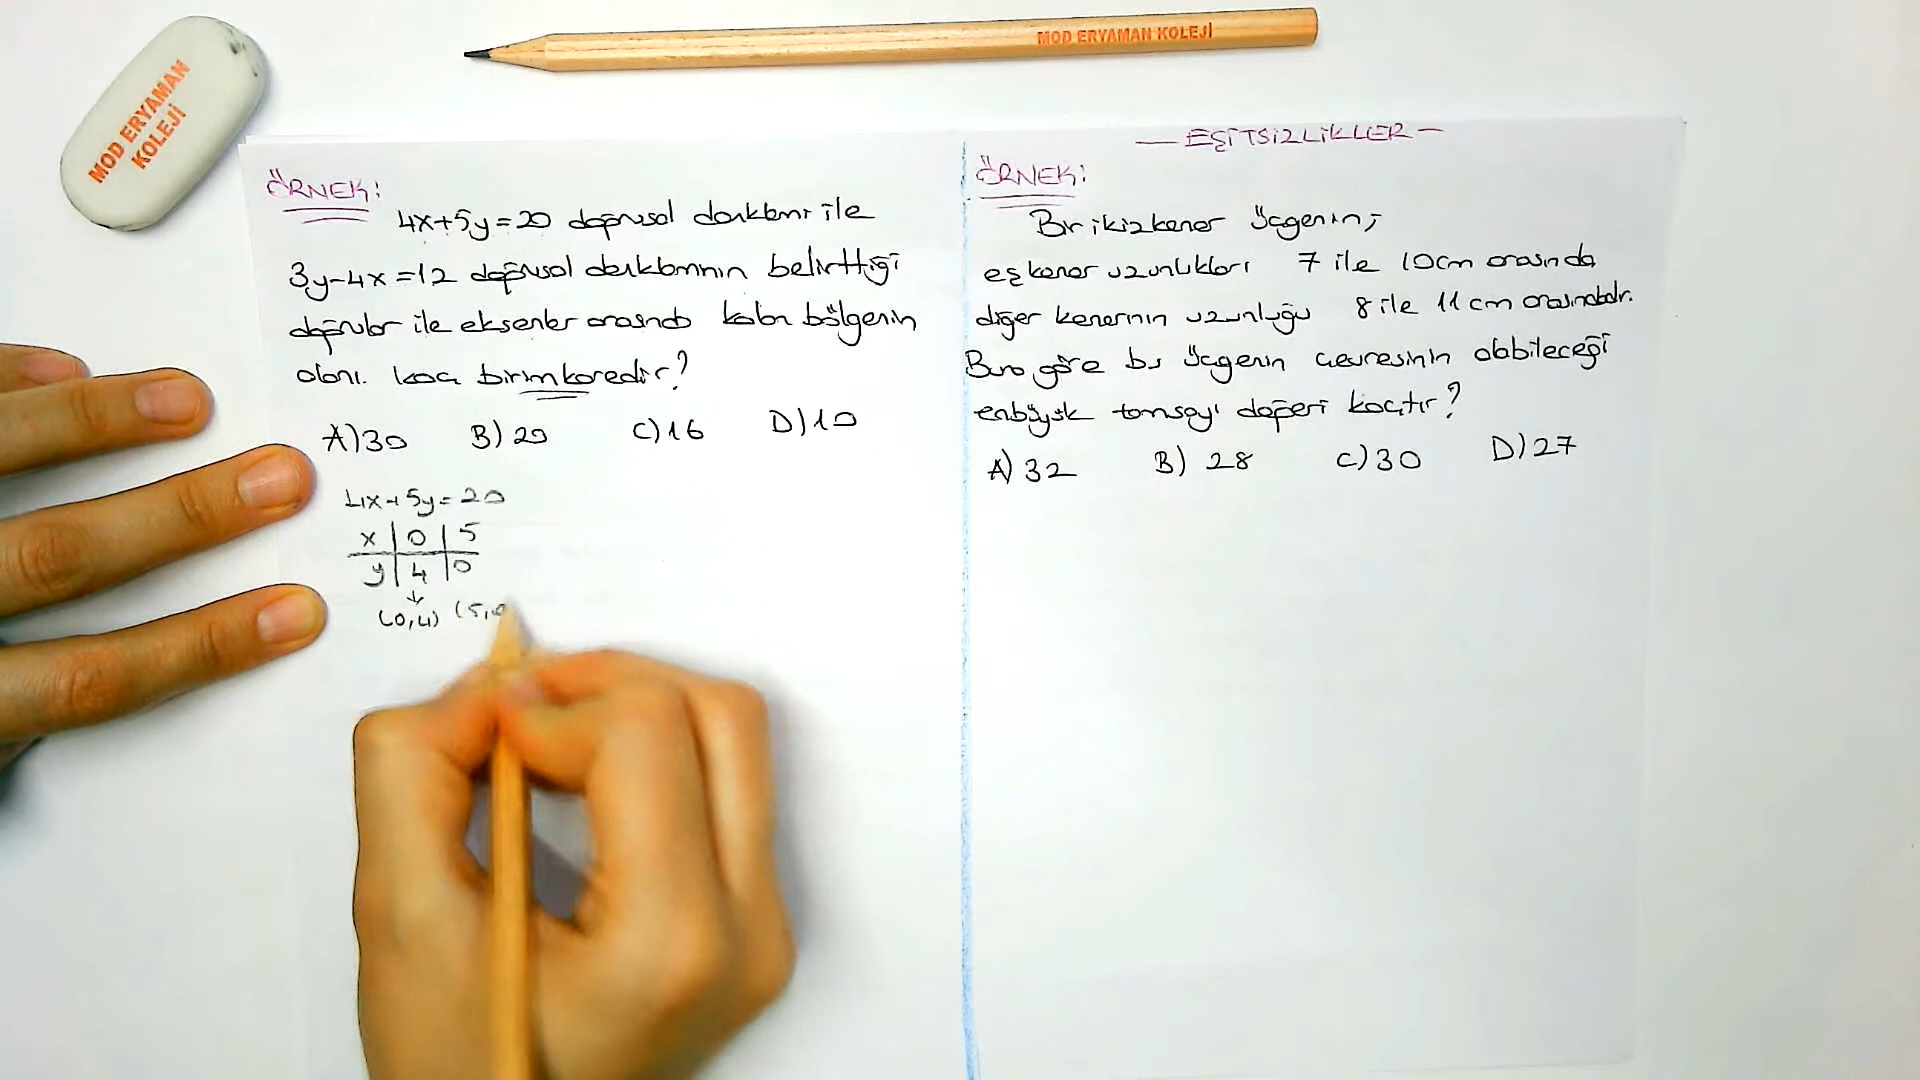 MOD ERYAMAN KOLEJİ
MOD ERYAMAN
KOLEJİ
ÖRNEK:
4x+5y=20 doğrusal denklemi ile
3y-4x=12 doğrusal denkleminin belirttiği
doğrular ile eksenler arasında kalan bölgenin
alanı kaç birimkaredir?
A)30 B)20 C)16 D)10
4x+5y=20
x 0 5
y 4 0
(0,4) (5,0
— EŞİTSİZLİKLER —
ÖRNEK:
Bir ikizkenar üçgenin;
eş kenar uzunlukları 7 ile 10cm arasında
diğer kenarının uzunluğu 8 ile 11 cm arasındadır.
Buna göre bu üçgenin çevresinin olabileceği
enbüyük tamsayı değeri kaçtır?
A) 32 B) 28 C)30 D)27